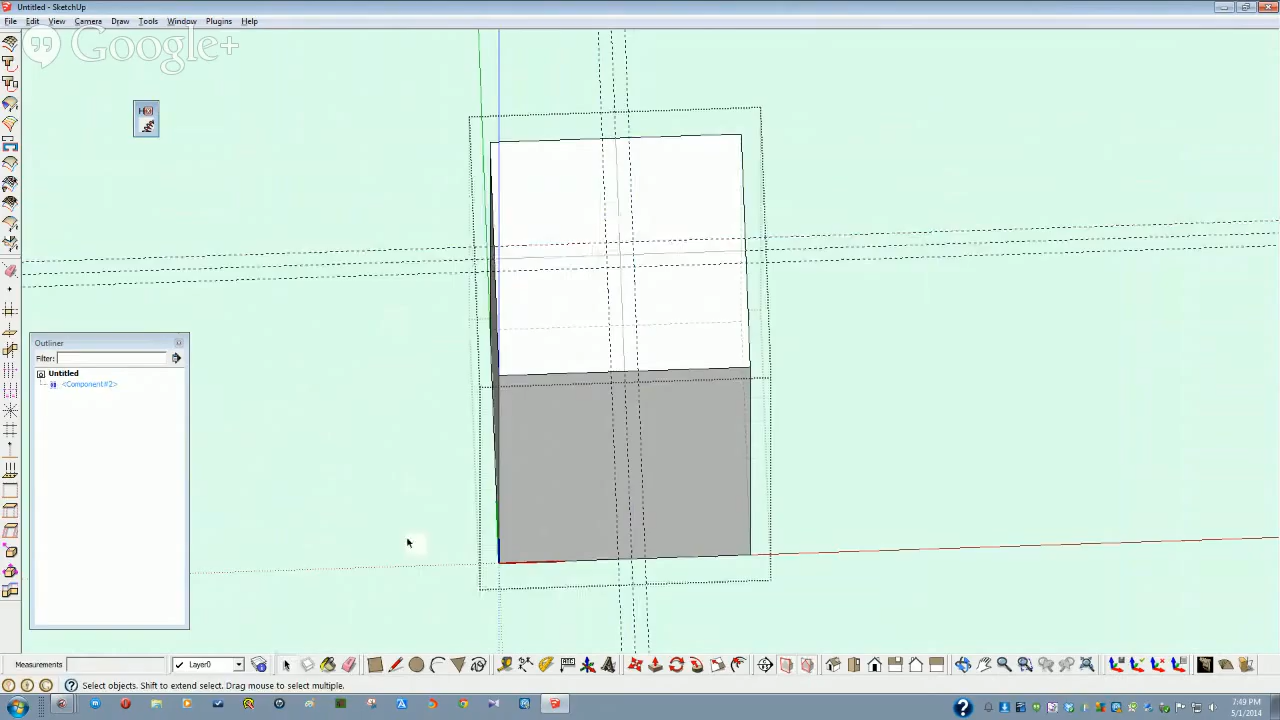 Untitled - SketchUp
File Edit View Camera Draw Tools Window Plugins Help
Google+
Outliner
Filter:
Untitled
<Component#2>
Measurements
Layer0
Select objects. Shift to extend select. Drag mouse to select multiple.
7:49 PM
5/1/2014